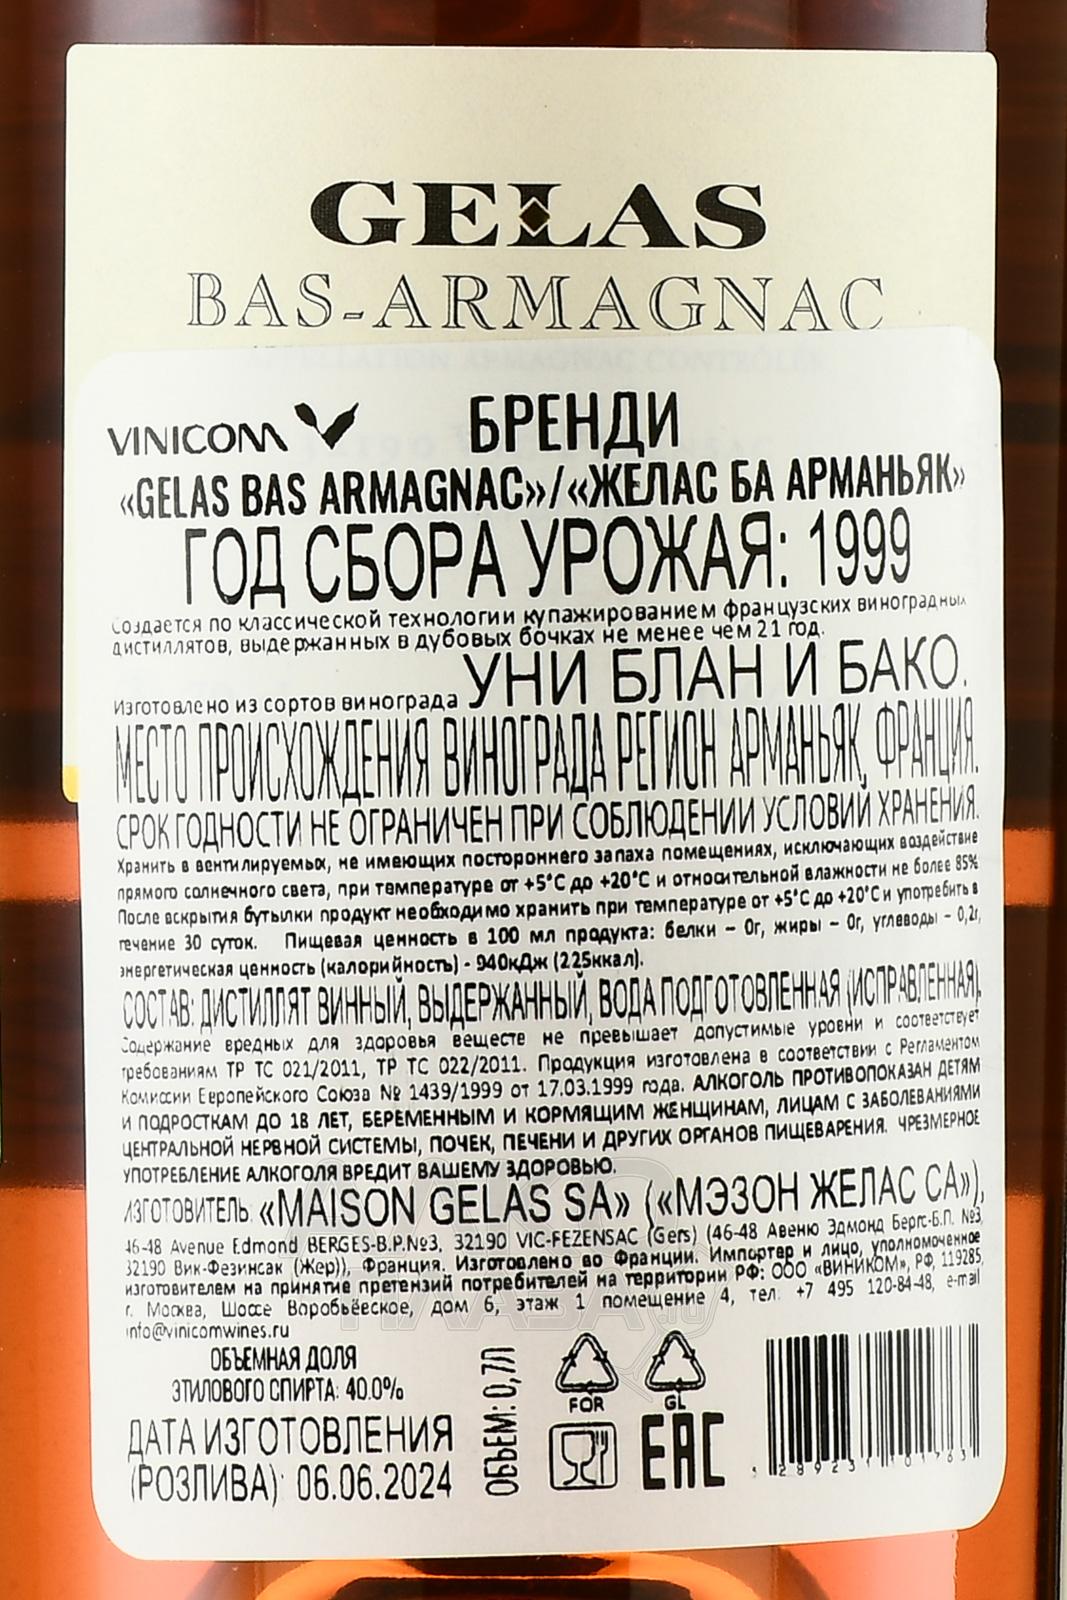 GELAS
BAS-ARMAGNAC
APPELLATION ARMAGNAC CONTRÔLÉE
VINICOM
БРЕНДИ
«GELAS BAS ARMAGNAC»/«ЖЕЛАС БА АРМАНЬЯК»
ГОД СБОРА УРОЖАЯ: 1999
Создается по классической технологии купажированием французских виноградных
дистиллятов, выдержанных в дубовых бочках не менее чем 21 год.
Изготовлено из сортов винограда УНИ БЛАН И БАКО.
МЕСТО ПРОИСХОЖДЕНИЯ ВИНОГРАДА РЕГИОН АРМАНЬЯК, ФРАНЦИЯ.
СРОК ГОДНОСТИ НЕ ОГРАНИЧЕН ПРИ СОБЛЮДЕНИИ УСЛОВИЙ ХРАНЕНИЯ.
Хранить в вентилируемых, не имеющих постороннего запаха помещениях, исключающих воздействие
прямого солнечного света, при температуре от +5°С до +20°С и относительной влажности не более 85%
После вскрытия бутылки продукт необходимо хранить при температуре от +5°С до +20°С и употребить в
течение 30 суток. Пищевая ценность в 100 мл продукта: белки – 0г, жиры – 0г, углеводы – 0,2г,
энергетическая ценность (калорийность) - 940кДж (225ккал).
СОСТАВ: ДИСТИЛЛЯТ ВИННЫЙ, ВЫДЕРЖАННЫЙ, ВОДА ПОДГОТОВЛЕННАЯ (ИСПРАВЛЕННАЯ).
Содержание вредных для здоровья веществ не превышает допустимые уровни и соответствует
требованиям ТР ТС 021/2011, ТР ТС 022/2011. Продукция изготовлена в соответствии с Регламентом
Комиссии Европейского Союза № 1439/1999 от 17.03.1999 года. АЛКОГОЛЬ ПРОТИВОПОКАЗАН ДЕТЯМ
И ПОДРОСТКАМ ДО 18 ЛЕТ, БЕРЕМЕННЫМ И КОРМЯЩИМ ЖЕНЩИНАМ, ЛИЦАМ С ЗАБОЛЕВАНИЯМИ
ЦЕНТРАЛЬНОЙ НЕРВНОЙ СИСТЕМЫ, ПОЧЕК, ПЕЧЕНИ И ДРУГИХ ОРГАНОВ ПИЩЕВАРЕНИЯ. ЧРЕЗМЕРНОЕ
УПОТРЕБЛЕНИЕ АЛКОГОЛЯ ВРЕДИТ ВАШЕМУ ЗДОРОВЬЮ.
ИЗГОТОВИТЕЛЬ: «MAISON GELAS SA» («МЭЗОН ЖЕЛАС СА»),
46-48 Avenue Edmond BERGES-B.P.№3, 32190 VIC-FEZENSAC (Gers) (46-48 Авеню Эдмонд Бергс-Б.П. №3,
32190 Вик-Фезинсак (Жер)), Франция. Изготовлено во Франции. Импортер и лицо, уполномоченное
изготовителем на принятие претензий потребителей на территории РФ: ООО «ВИНИКОМ», РФ, 119285,
г. Москва, Шоссе Воробьёвское, дом 6, этаж 1 помещение 4, тел. +7 495 120-84-48, e-mail
info@vinicomwines.ru
ОБЪЕМНАЯ ДОЛЯ
ЭТИЛОВОГО СПИРТА: 40.0%
ДАТА ИЗГОТОВЛЕНИЯ
(РОЗЛИВА): 06.06.2024
ОБЪЕМ: 0,7Л
FOR
GL
EAC